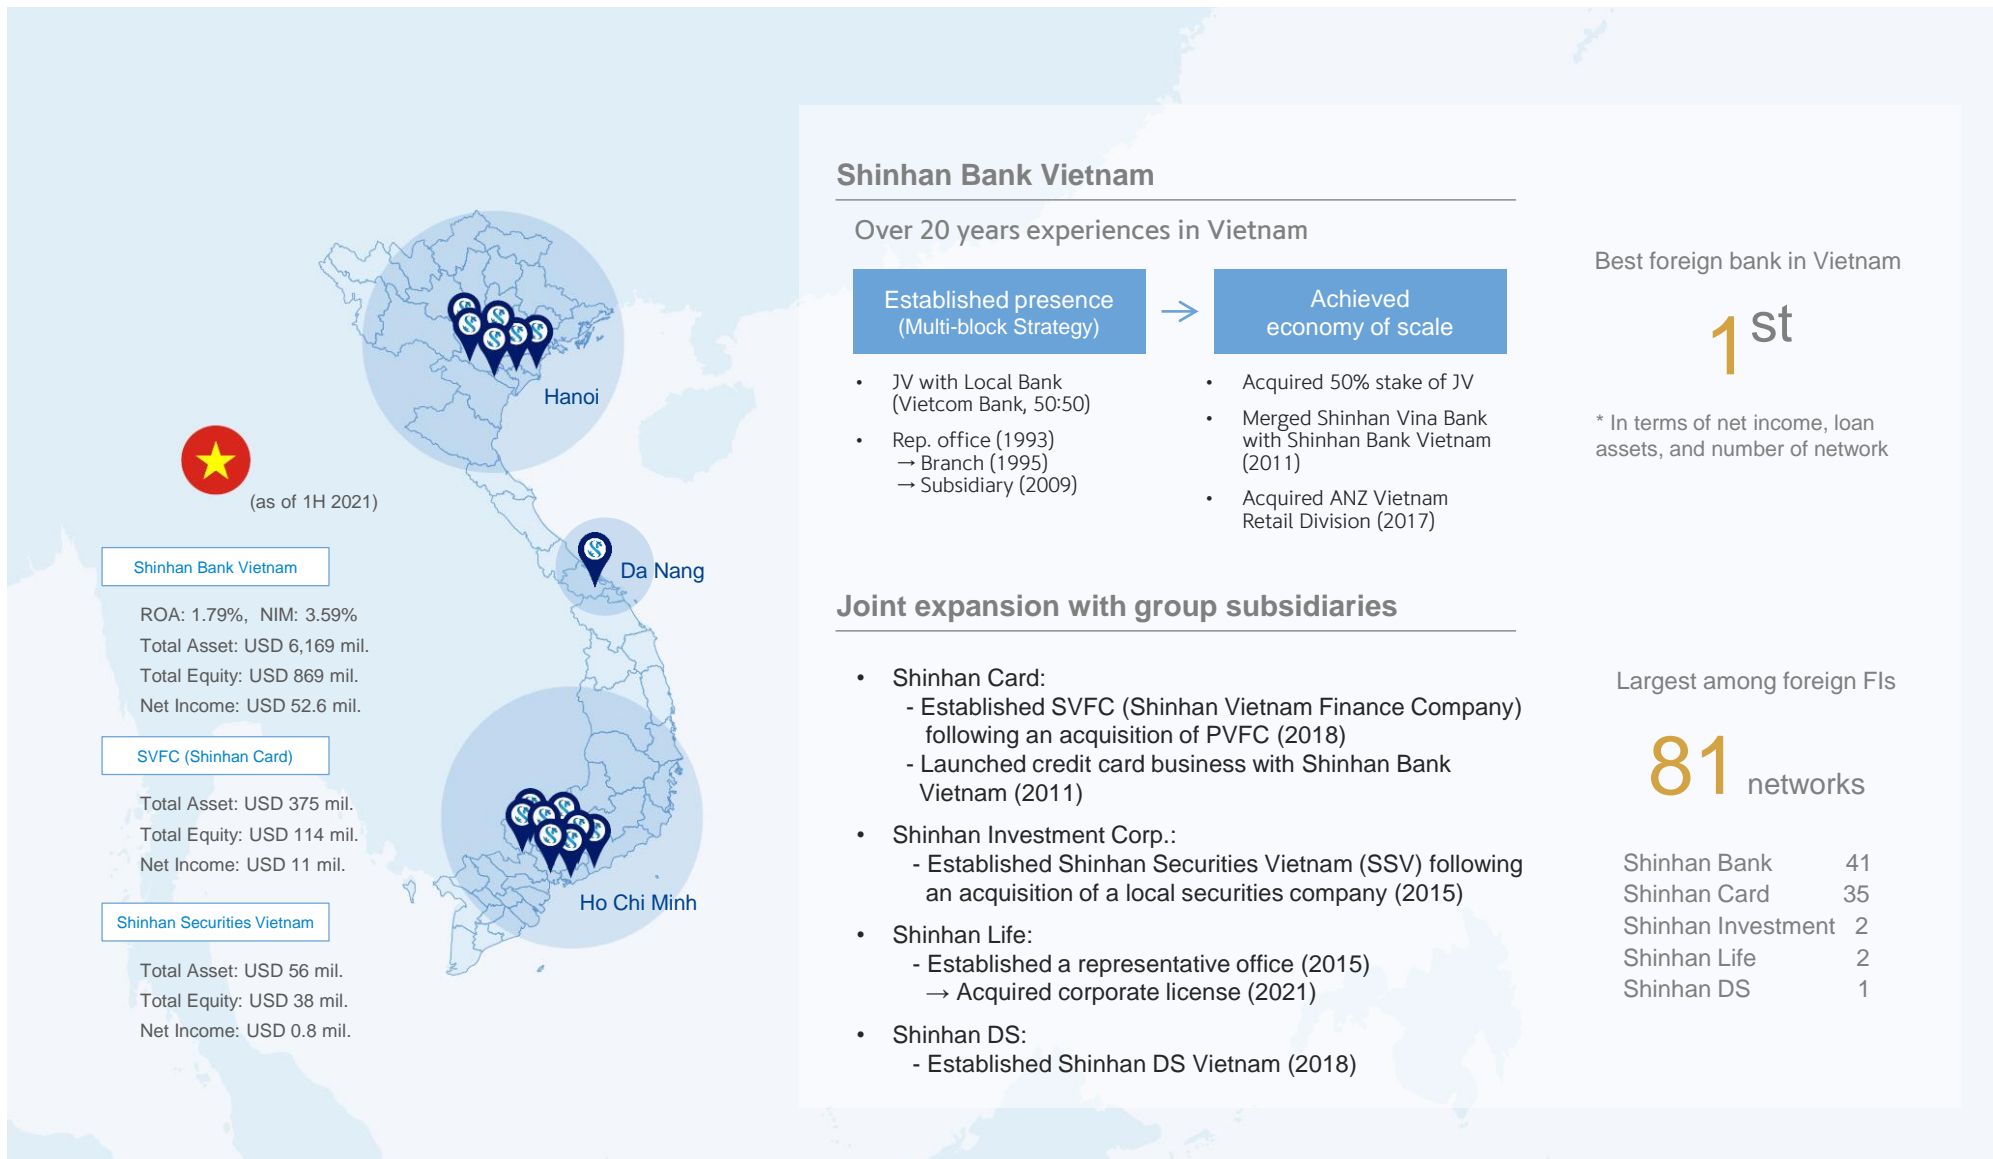 Hanoi
(as of 1H 2021)
Da Nang
Ho Chi Minh
Shinhan Bank Vietnam
ROA: 1.79%, NIM: 3.59%
Total Asset: USD 6,169 mil.
Total Equity: USD 869 mil.
Net Income: USD 52.6 mil.
SVFC (Shinhan Card)
Total Asset: USD 375 mil.
Total Equity: USD 114 mil.
Net Income: USD 11 mil.
Shinhan Securities Vietnam
Total Asset: USD 56 mil.
Total Equity: USD 38 mil.
Net Income: USD 0.8 mil.
Shinhan Bank Vietnam
Over 20 years experiences in Vietnam
Established presence
(Multi-block Strategy)
→
Achieved
economy of scale
• JV with Local Bank
(Vietcom Bank, 50:50)
• Rep. office (1993)
→ Branch (1995)
→ Subsidiary (2009)
• Acquired 50% stake of JV
• Merged Shinhan Vina Bank
with Shinhan Bank Vietnam
(2011)
• Acquired ANZ Vietnam
Retail Division (2017)
Best foreign bank in Vietnam
1st
* In terms of net income, loan
assets, and number of network
Joint expansion with group subsidiaries
• Shinhan Card:
- Established SVFC (Shinhan Vietnam Finance Company)
following an acquisition of PVFC (2018)
- Launched credit card business with Shinhan Bank
Vietnam (2011)
• Shinhan Investment Corp.:
- Established Shinhan Securities Vietnam (SSV) following
an acquisition of a local securities company (2015)
• Shinhan Life:
- Established a representative office (2015)
→ Acquired corporate license (2021)
• Shinhan DS:
- Established Shinhan DS Vietnam (2018)
Largest among foreign FIs
81 networks
Shinhan Bank 41
Shinhan Card 35
Shinhan Investment 2
Shinhan Life 2
Shinhan DS 1